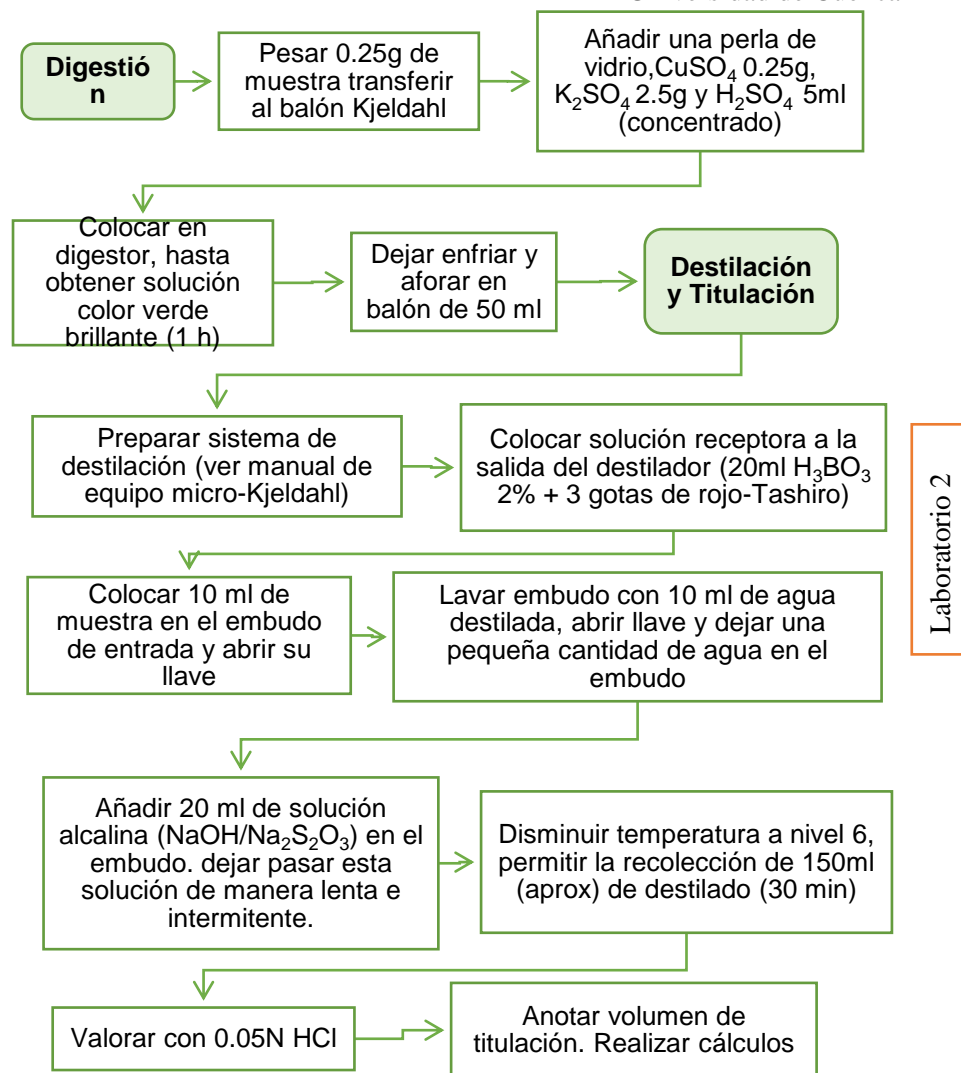 Digestió
n
Pesar 0.25g de
muestra transferir
al balón Kjeldahl
Añadir una perla de
vidrio,CuSO₄ 0.25g,
K₂SO₄ 2.5g y H₂SO₄ 5ml
(concentrado)
Colocar en
digestor, hasta
obtener solución
color verde
brillante (1 h)
Dejar enfriar y
aforar en
balón de 50 ml
Destilación
y Titulación
Preparar sistema de
destilación (ver manual de
equipo micro-Kjeldahl)
Colocar solución receptora a la
salida del destilador (20ml H₃BO₃
2% + 3 gotas de rojo-Tashiro)
Colocar 10 ml de
muestra en el embudo
de entrada y abrir su
llave
Lavar embudo con 10 ml de agua
destilada, abrir llave y dejar una
pequeña cantidad de agua en el
embudo
Añadir 20 ml de solución
alcalina (NaOH/Na₂S₂O₃) en el
embudo. dejar pasar esta
solución de manera lenta e
intermitente.
Disminuir temperatura a nivel 6,
permitir la recolección de 150ml
(aprox) de destilado (30 min)
Valorar con 0.05N HCl
Anotar volumen de
titulación. Realizar cálculos
Laboratorio 2